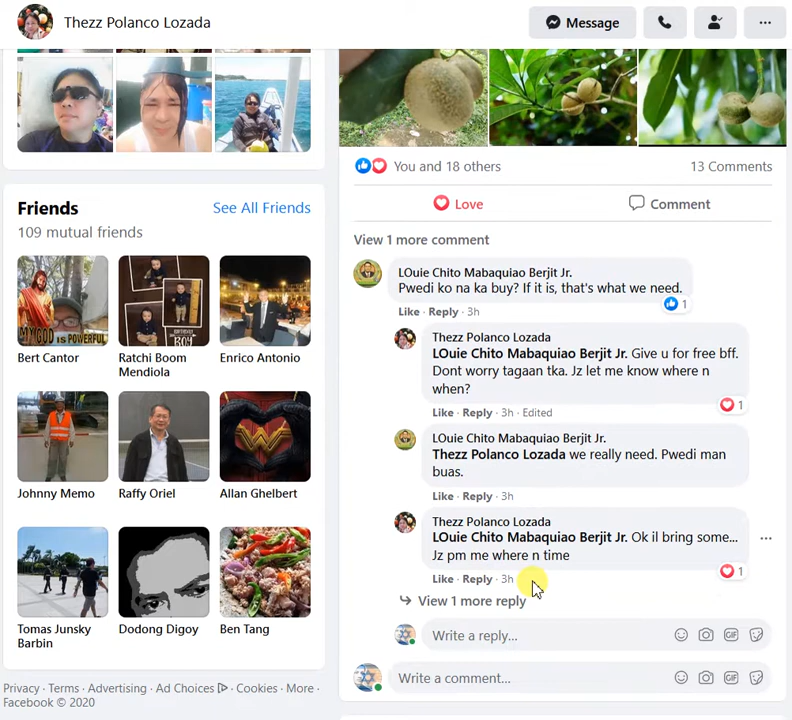 Thezz Polanco Lozada
Message
Friends
See All Friends
109 mutual friends
MY GOD IS POWERFUL
BOY
Bert Cantor
Ratchi Boom
Mendiola
Enrico Antonio
Johnny Memo
Raffy Oriel
Allan Ghelbert
Tomas Junsky
Barbin
Dodong Digoy
Ben Tang
Privacy · Terms · Advertising · Ad Choices · Cookies · More ·
Facebook © 2020
You and 18 others
13 Comments
Love
Comment
View 1 more comment
LOuie Chito Mabaquiao Berjit Jr.
Pwedi ko na ka buy? If it is, that's what we need.
1
Like · Reply · 3h
Thezz Polanco Lozada
LOuie Chito Mabaquiao Berjit Jr. Give u for free bff.
Dont worry tagaan tka. Jz let me know where n
when?
1
Like · Reply · 3h · Edited
LOuie Chito Mabaquiao Berjit Jr.
Thezz Polanco Lozada we really need. Pwedi man
buas.
Like · Reply · 3h
Thezz Polanco Lozada
LOuie Chito Mabaquiao Berjit Jr. Ok il bring some...
Jz pm me where n time
1
Like · Reply · 3h
View 1 more reply
Write a reply...
GIF
Write a comment...
GIF